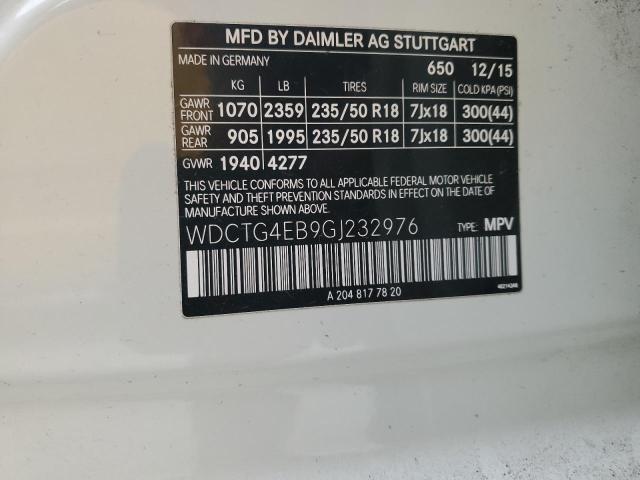 MFD BY DAIMLER AG STUTTGART
MADE IN GERMANY 650 12/15
KG LB TIRES RIM SIZE COLD KPA(PSI)
GAWR FRONT 1070 2359 235/50 R18 7Jx18 300(44)
GAWR REAR 905 1995 235/50 R18 7Jx18 300(44)
GVWR 1940 4277
THIS VEHICLE CONFORMS TO ALL APPLICABLE FEDERAL MOTOR VEHICLE
SAFETY AND THEFT PREVENTION STANDARDS IN EFFECT ON THE DATE
OF MANUFACTURE SHOWN ABOVE.
WDCTG4EB9GJ232976 TYPE: MPV
A 204 817 78 20